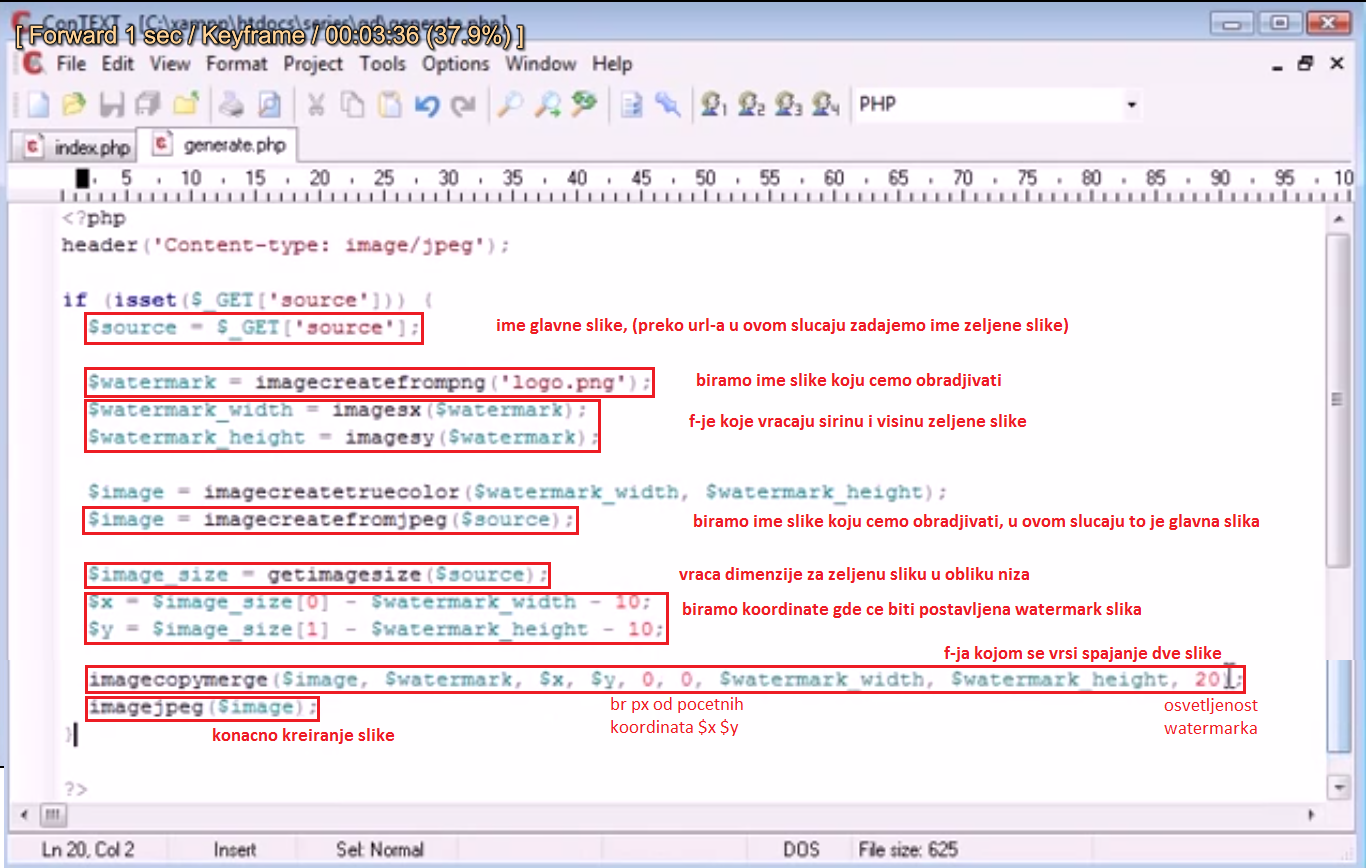 ConTEXT - [C:\xampp\htdocs\series\gd\generate.php]
[ Forward 1 sec / Keyframe / 00:03:36 (37.9%) ]
File Edit View Format Project Tools Options Window Help
1 2 3 4 PHP
index.php generate.php
5 10 15 20 25 30 35 40 45 50 55 60 65 70 75 80 85 90 95 10
<?php
header('Content-type: image/jpeg');
if (isset($_GET['source'])) {
$source = $_GET['source'];
ime glavne slike, (preko url-a u ovom slucaju zadajemo ime zeljene slike)
$watermark = imagecreatefrompng('logo.png');
biramo ime slike koju cemo obradjivati
$watermark_width = imagesx($watermark);
$watermark_height = imagesy($watermark);
f-je koje vracaju sirinu i visinu zeljene slike
$image = imagecreatetruecolor($watermark_width, $watermark_height);
$image = imagecreatefromjpeg($source);
biramo ime slike koju cemo obradjivati, u ovom slucaju to je glavna slika
$image_size = getimagesize($source);
vraca dimenzije za zeljenu sliku u obliku niza
$x = $image_size[0] - $watermark_width - 10;
$y = $image_size[1] - $watermark_height - 10;
biramo koordinate gde ce biti postavljena watermark slika
f-ja kojom se vrsi spajanje dve slike
imagecopymerge($image, $watermark, $x, $y, 0, 0, $watermark_width, $watermark_height, 20);
imagejpeg($image);
br px od pocetnih
koordinata $x $y
osvetljenost
watermarka
konacno kreiranje slike
}
?>
Ln 20, Col 2 Insert Sel: Normal DOS File size: 625